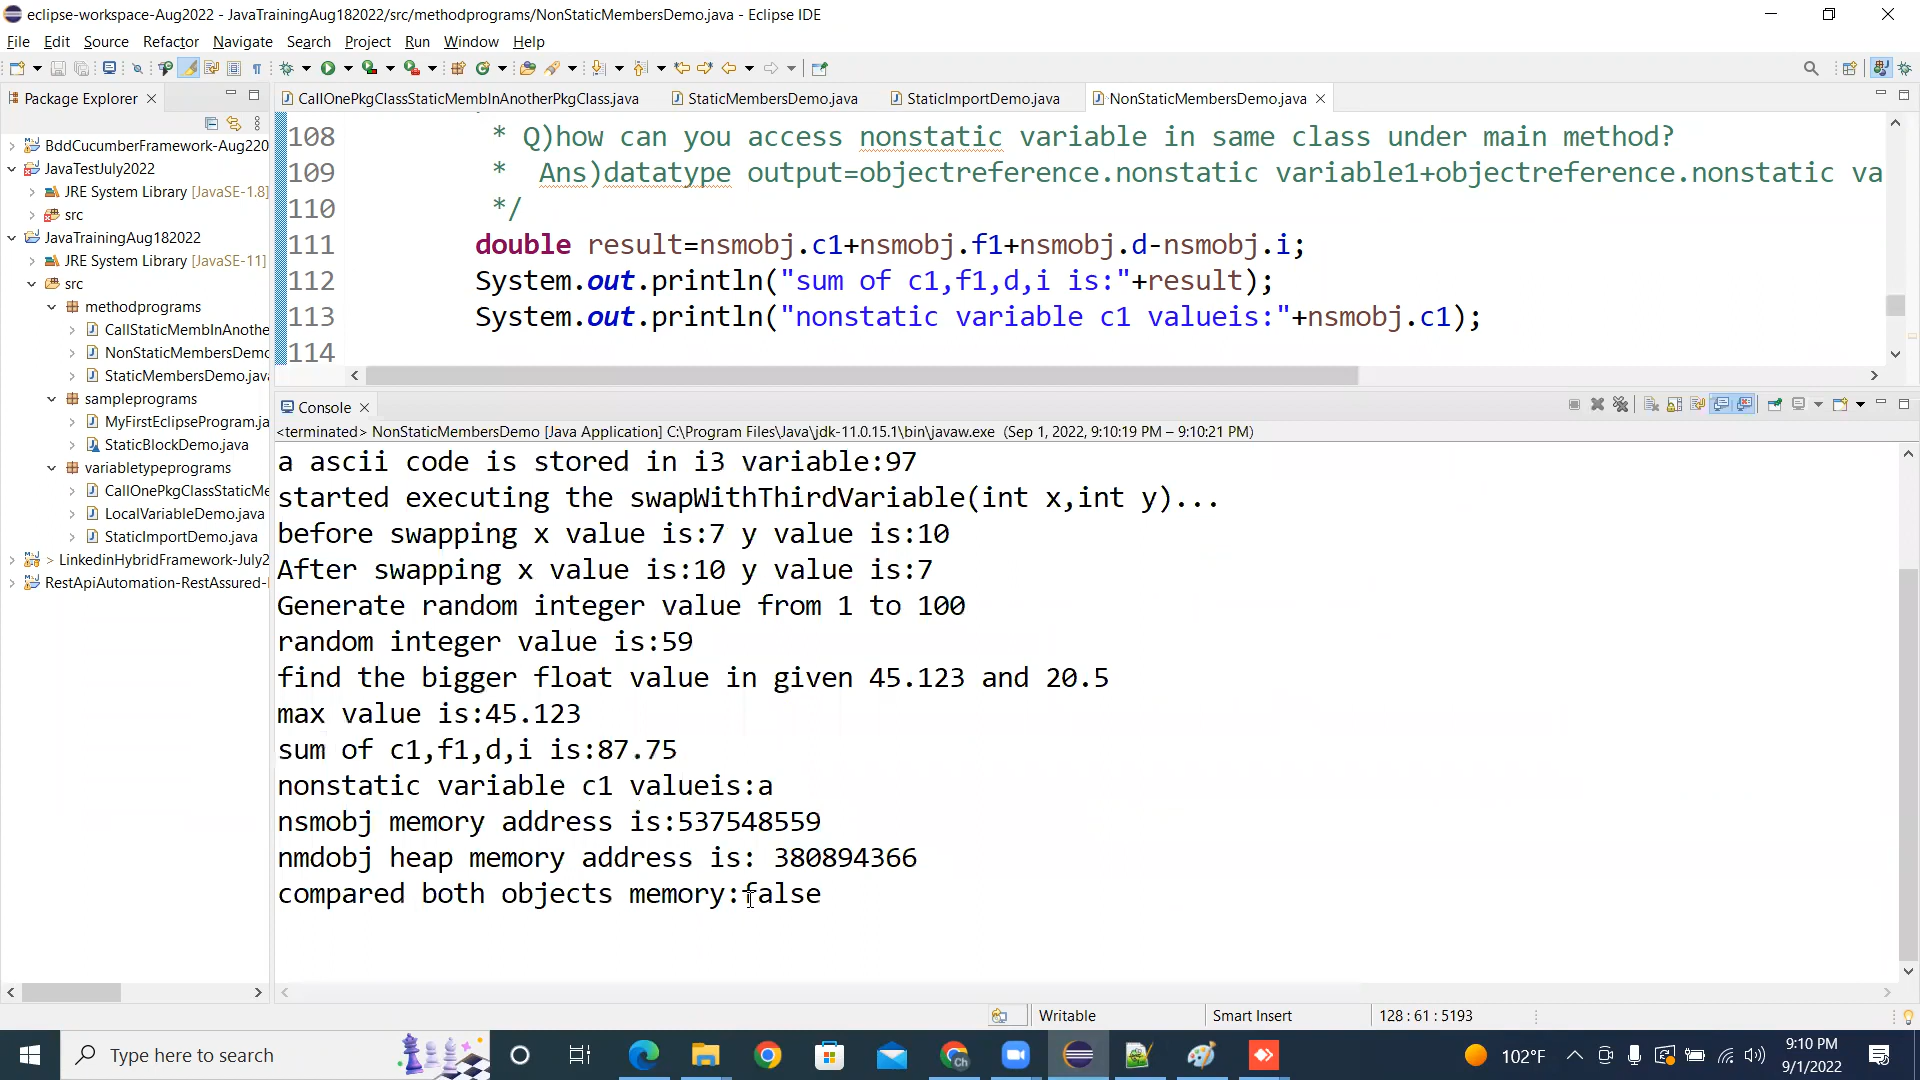 eclipse-workspace-Aug2022 - JavaTrainingAug182022/src/methodprograms/NonStaticMembersDemo.java - Eclipse IDE
File Edit Source Refactor Navigate Search Project Run Window Help
Package Explorer
CallOnePkgClassStaticMembInAnotherPkgClass.java StaticMembersDemo.java StaticImportDemo.java NonStaticMembersDemo.java
BddCucumberFramework-Aug220
JavaTestJuly2022
JRE System Library [JavaSE-1.8]
src
JavaTrainingAug182022
JRE System Library [JavaSE-11]
src
methodprograms
CallStaticMembInAnothe
NonStaticMembersDemo
StaticMembersDemo.java
sampleprograms
MyFirstEclipseProgram.ja
StaticBlockDemo.java
variabletypeprograms
CallOnePkgClassStaticMe
LocalVariableDemo.java
StaticImportDemo.java
> LinkedinHybridFramework-July2
RestApiAutomation-RestAssured-
108 * Q)how can you access nonstatic variable in same class under main method?
109 * Ans)datatype output=objectreference.nonstatic variable1+objectreference.nonstatic va
110 */
111 double result=nsmobj.c1+nsmobj.f1+nsmobj.d-nsmobj.i;
112 System.out.println("sum of c1,f1,d,i is:"+result);
113 System.out.println("nonstatic variable c1 valueis:"+nsmobj.c1);
114
Console
<terminated> NonStaticMembersDemo [Java Application] C:\Program Files\Java\jdk-11.0.15.1\bin\javaw.exe (Sep 1, 2022, 9:10:19 PM – 9:10:21 PM)
a ascii code is stored in i3 variable:97
started executing the swapWithThirdVariable(int x,int y)...
before swapping x value is:7 y value is:10
After swapping x value is:10 y value is:7
Generate random integer value from 1 to 100
random integer value is:59
find the bigger float value in given 45.123 and 20.5
max value is:45.123
sum of c1,f1,d,i is:87.75
nonstatic variable c1 valueis:a
nsmobj memory address is:537548559
nmdobj heap memory address is: 380894366
compared both objects memory:false
Writable Smart Insert 128 : 61 : 5193
Type here to search
102°F
9:10 PM
9/1/2022